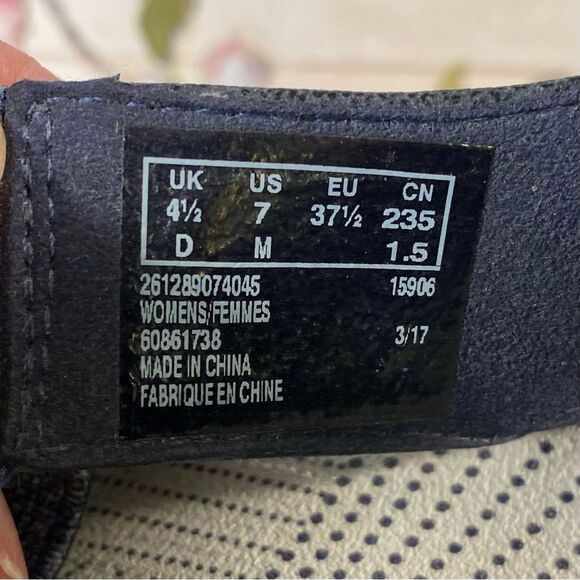 UK US EU CN
4½ 7 37½ 235
D M 1.5
261289074045 15906
WOMENS/FEMMES
60861738 3/17
MADE IN CHINA
FABRIQUE EN CHINE